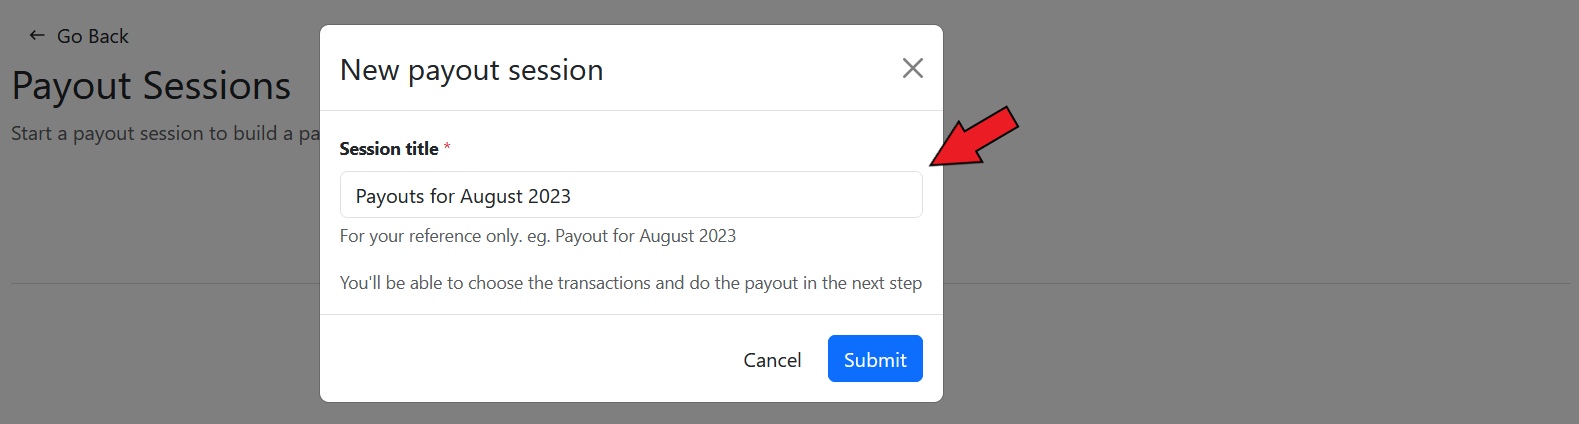 ← Go Back
Payout Sessions
Start a payout session to build a pa
New payout session
Session title *
Payouts for August 2023
For your reference only. eg. Payout for August 2023
You'll be able to choose the transactions and do the payout in the next step
Cancel
Submit